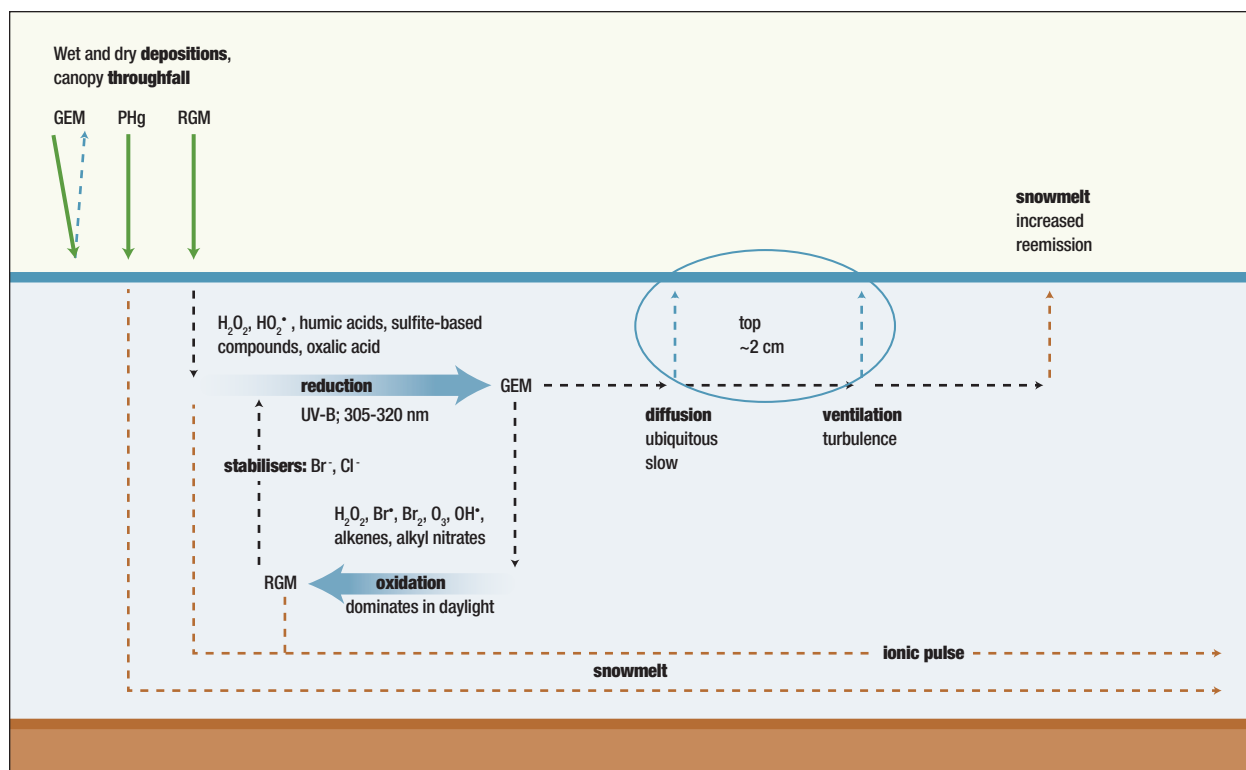 Wet and dry depositions,
canopy throughfall
GEM PHg RGM
snowmelt
increased
reemission
H₂O₂, HO₂•, humic acids, sulfite-based
compounds, oxalic acid
top
~2 cm
reduction
GEM
UV-B; 305-320 nm
diffusion
ubiquitous
slow
ventilation
turbulence
stabilisers: Br⁻, Cl⁻
H₂O₂, Br•, Br₂, O₃, OH•,
alkenes, alkyl nitrates
RGM
oxidation
dominates in daylight
ionic pulse
snowmelt